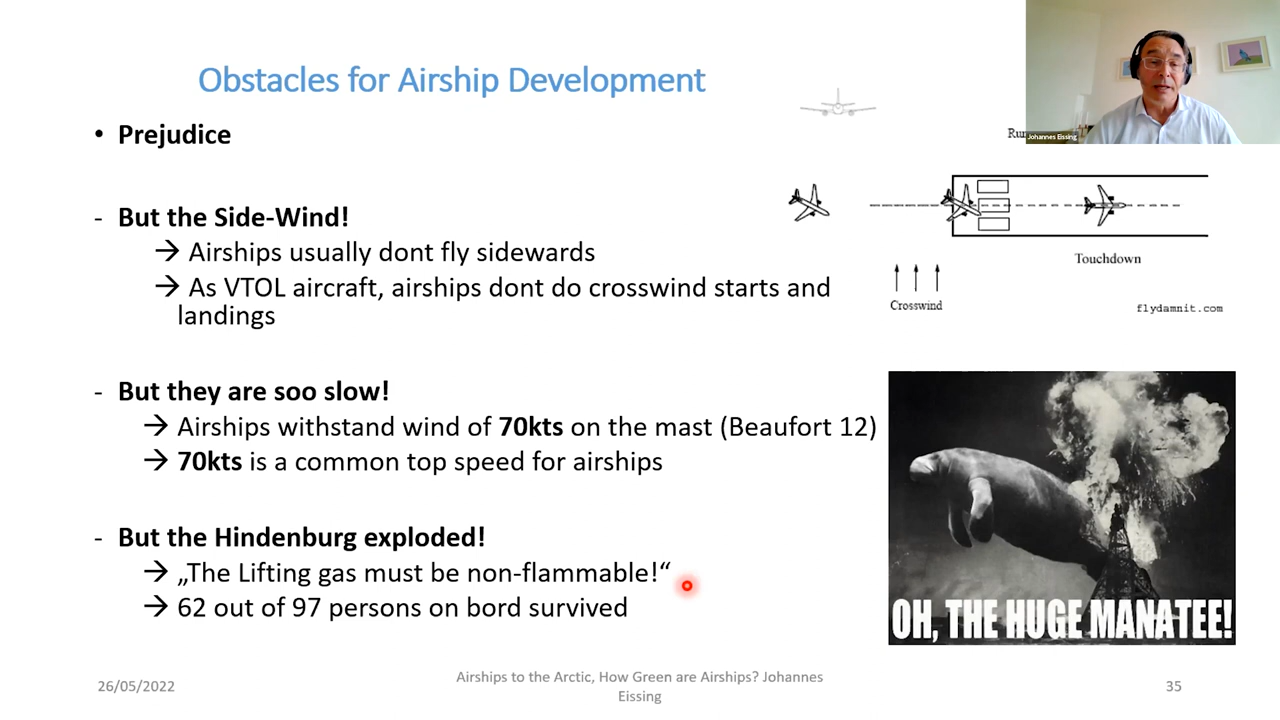 Obstacles for Airship Development
• Prejudice
- But the Side-Wind!
→ Airships usually dont fly sidewards
→ As VTOL aircraft, airships dont do crosswind starts and
landings
- But they are soo slow!
→ Airships withstand wind of 70kts on the mast (Beaufort 12)
→ 70kts is a common top speed for airships
- But the Hindenburg exploded!
→ „The Lifting gas must be non-flammable!“
→ 62 out of 97 persons on bord survived
Johannes Eissing
Touchdown
Crosswind
flydamnit.com
OH, THE HUGE MANATEE!
26/05/2022
Airships to the Arctic, How Green are Airships? Johannes
Eissing
35